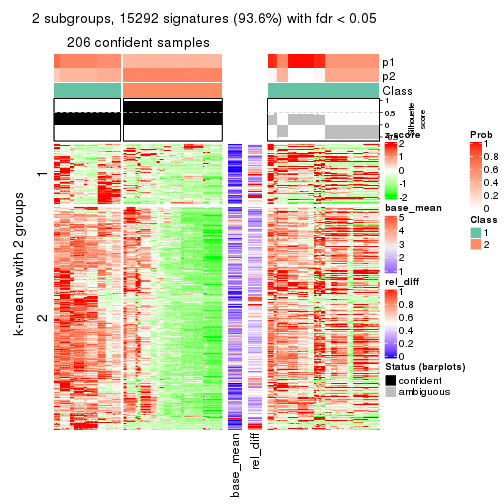 2 subgroups, 15292 signatures (93.6%) with fdr < 0.05
206 confident samples
p1
p2
Class
1
0.5
0
-0.5
Silhouette
score
k-means with 2 groups
1
2
base_mean
rel_diff
z-score
2
1
0
-1
-2
base_mean
5
4
3
2
1
rel_diff
1
0.8
0.6
0.4
0.2
0
Status (barplots)
confident
ambiguous
Prob
1
0.8
0.6
0.4
0.2
0
Class
1
2